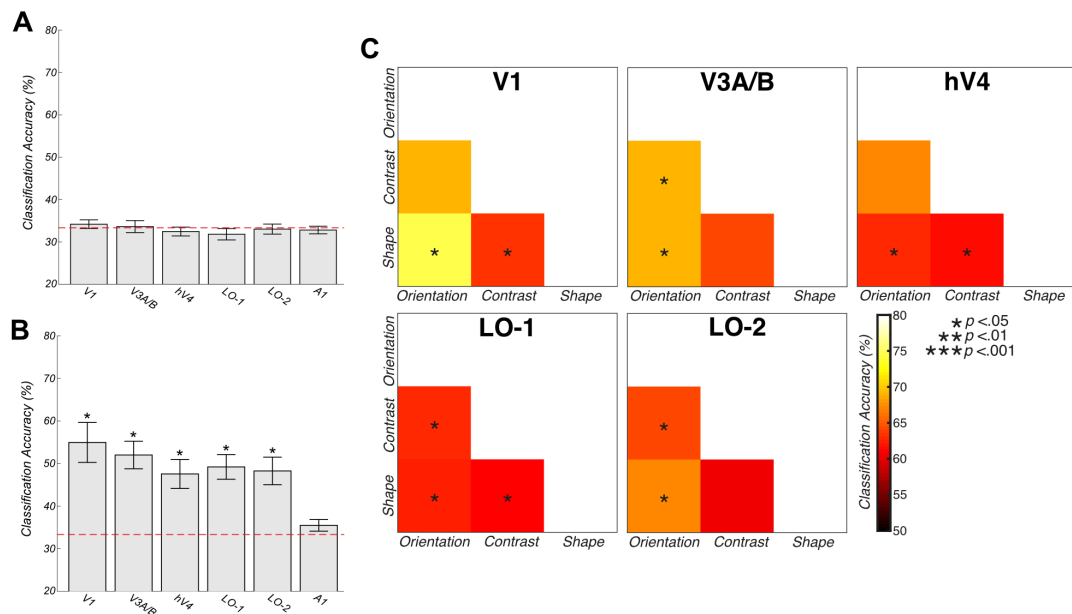 A
Classification Accuracy (%)
80
70
60
50
40
30
20
V1
V3A/B
hV4
LO-1
LO-2
A1
B
Classification Accuracy (%)
80
70
60
50
40
30
20
*
*
*
*
*
V1
V3A/B
hV4
LO-1
LO-2
A1
C
V1
Orientation
Contrast
Shape
* *
Orientation Contrast Shape
V3A/B
*
*
Orientation Contrast Shape
hV4
* *
Orientation Contrast Shape
LO-1
Orientation
Contrast
Shape
*
* *
Orientation Contrast Shape
LO-2
Orientation
Contrast
Shape
*
*
Orientation Contrast Shape
Classification Accuracy (%)
80
75
70
65
60
55
50
* p <.05
** p <.01
*** p <.001